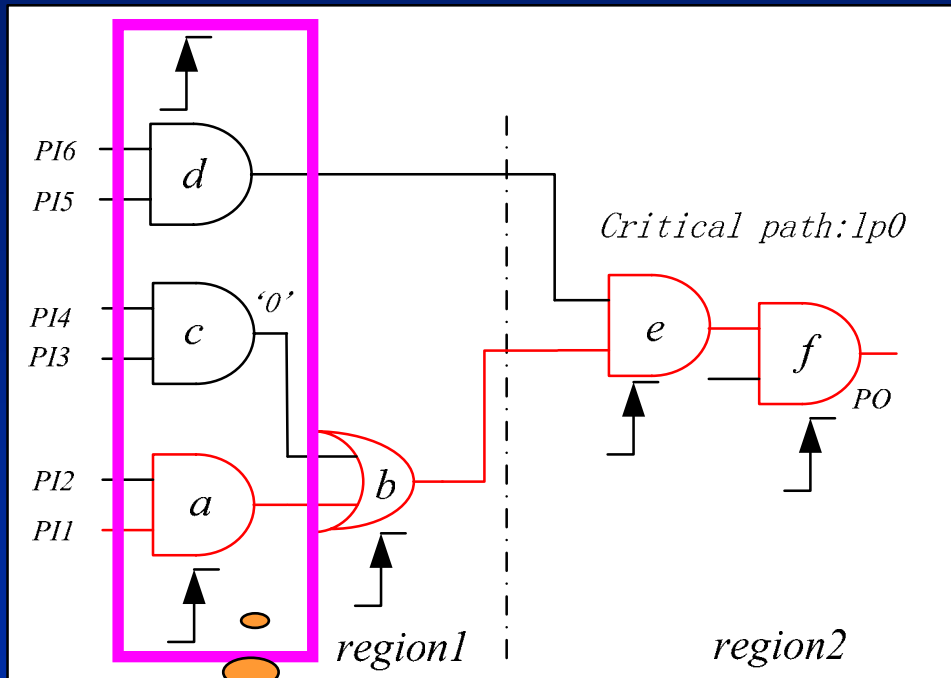 PI6
d
PI5
Critical path:lp0
PI4
c
‘0’
PI3
e
f
PO
PI2
a
b
PI1
region1
region2